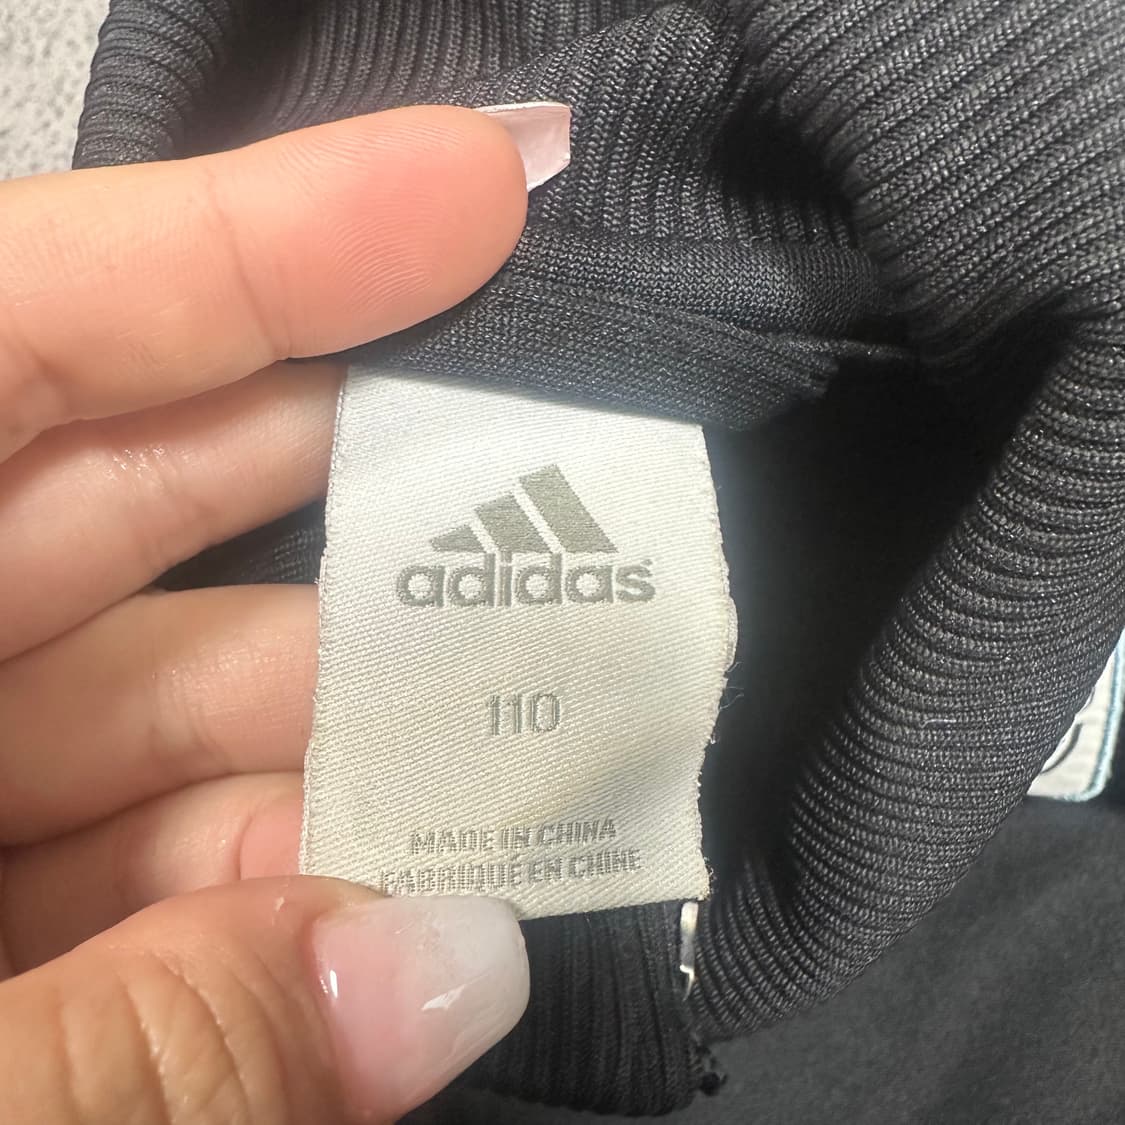 adidas
110
MADE IN CHINA
FABRIQUÉ EN CHINE